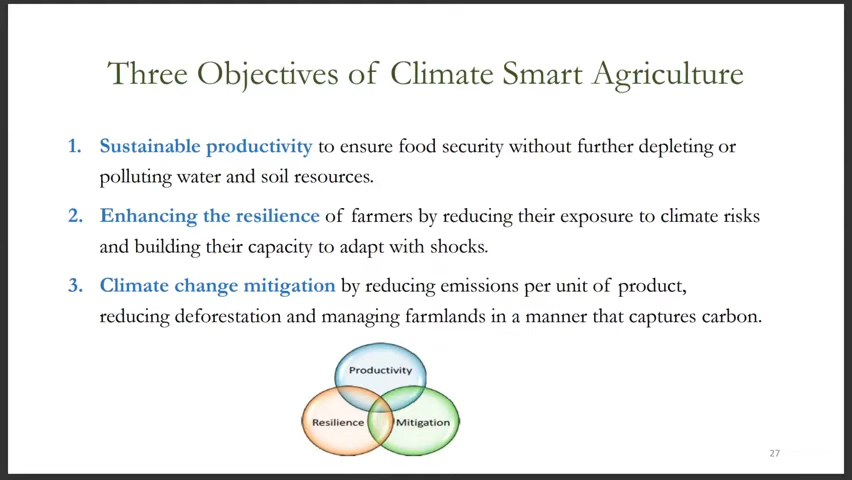 Three Objectives of Climate Smart Agriculture
1. Sustainable productivity to ensure food security without further depleting or
polluting water and soil resources.
2. Enhancing the resilience of farmers by reducing their exposure to climate risks
and building their capacity to adapt with shocks.
3. Climate change mitigation by reducing emissions per unit of product,
reducing deforestation and managing farmlands in a manner that captures carbon.
Productivity
Resilience
Mitigation
27